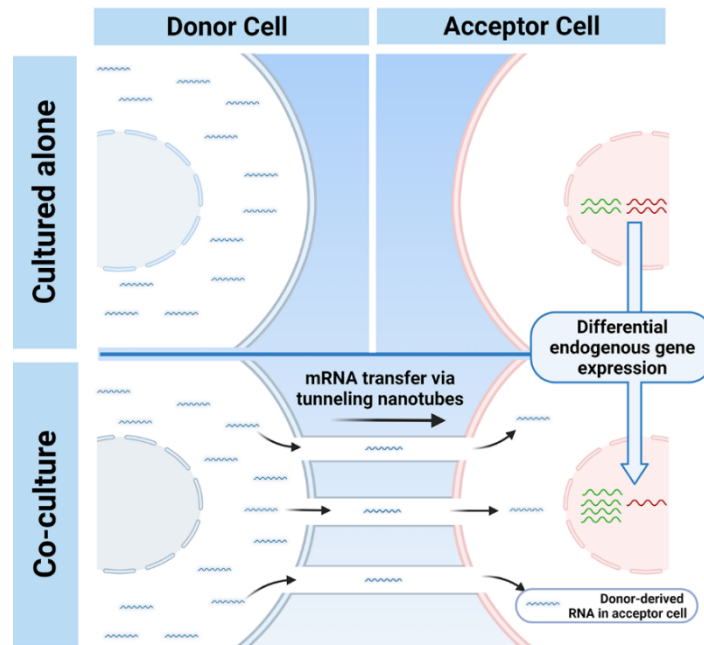 Donor Cell
Acceptor Cell
Cultured alone
Differential
endogenous gene
expression
Co-culture
mRNA transfer via
tunneling nanotubes
Donor-derived
RNA in acceptor cell